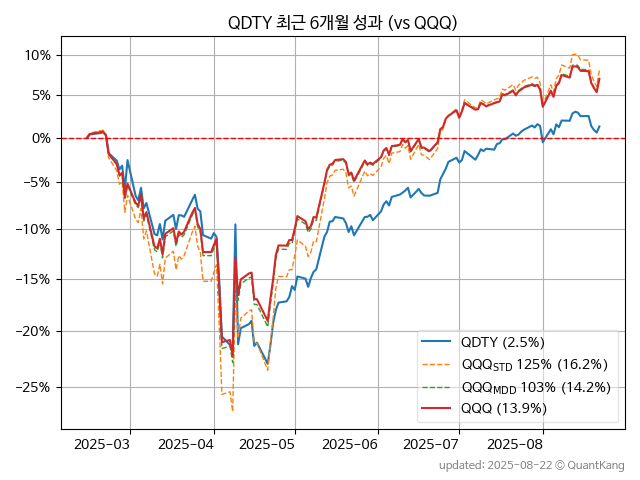 QDTY 최근 6개월 성과 (vs QQQ)
10%
5%
0%
−5%
−10%
−15%
−20%
−25%
QDTY (2.5%)
QQQSTD 125% (16.2%)
QQQMDD 103% (14.2%)
QQQ (13.9%)
2025-03 2025-04 2025-05 2025-06 2025-07 2025-08
updated: 2025-08-22 @ QuantKang